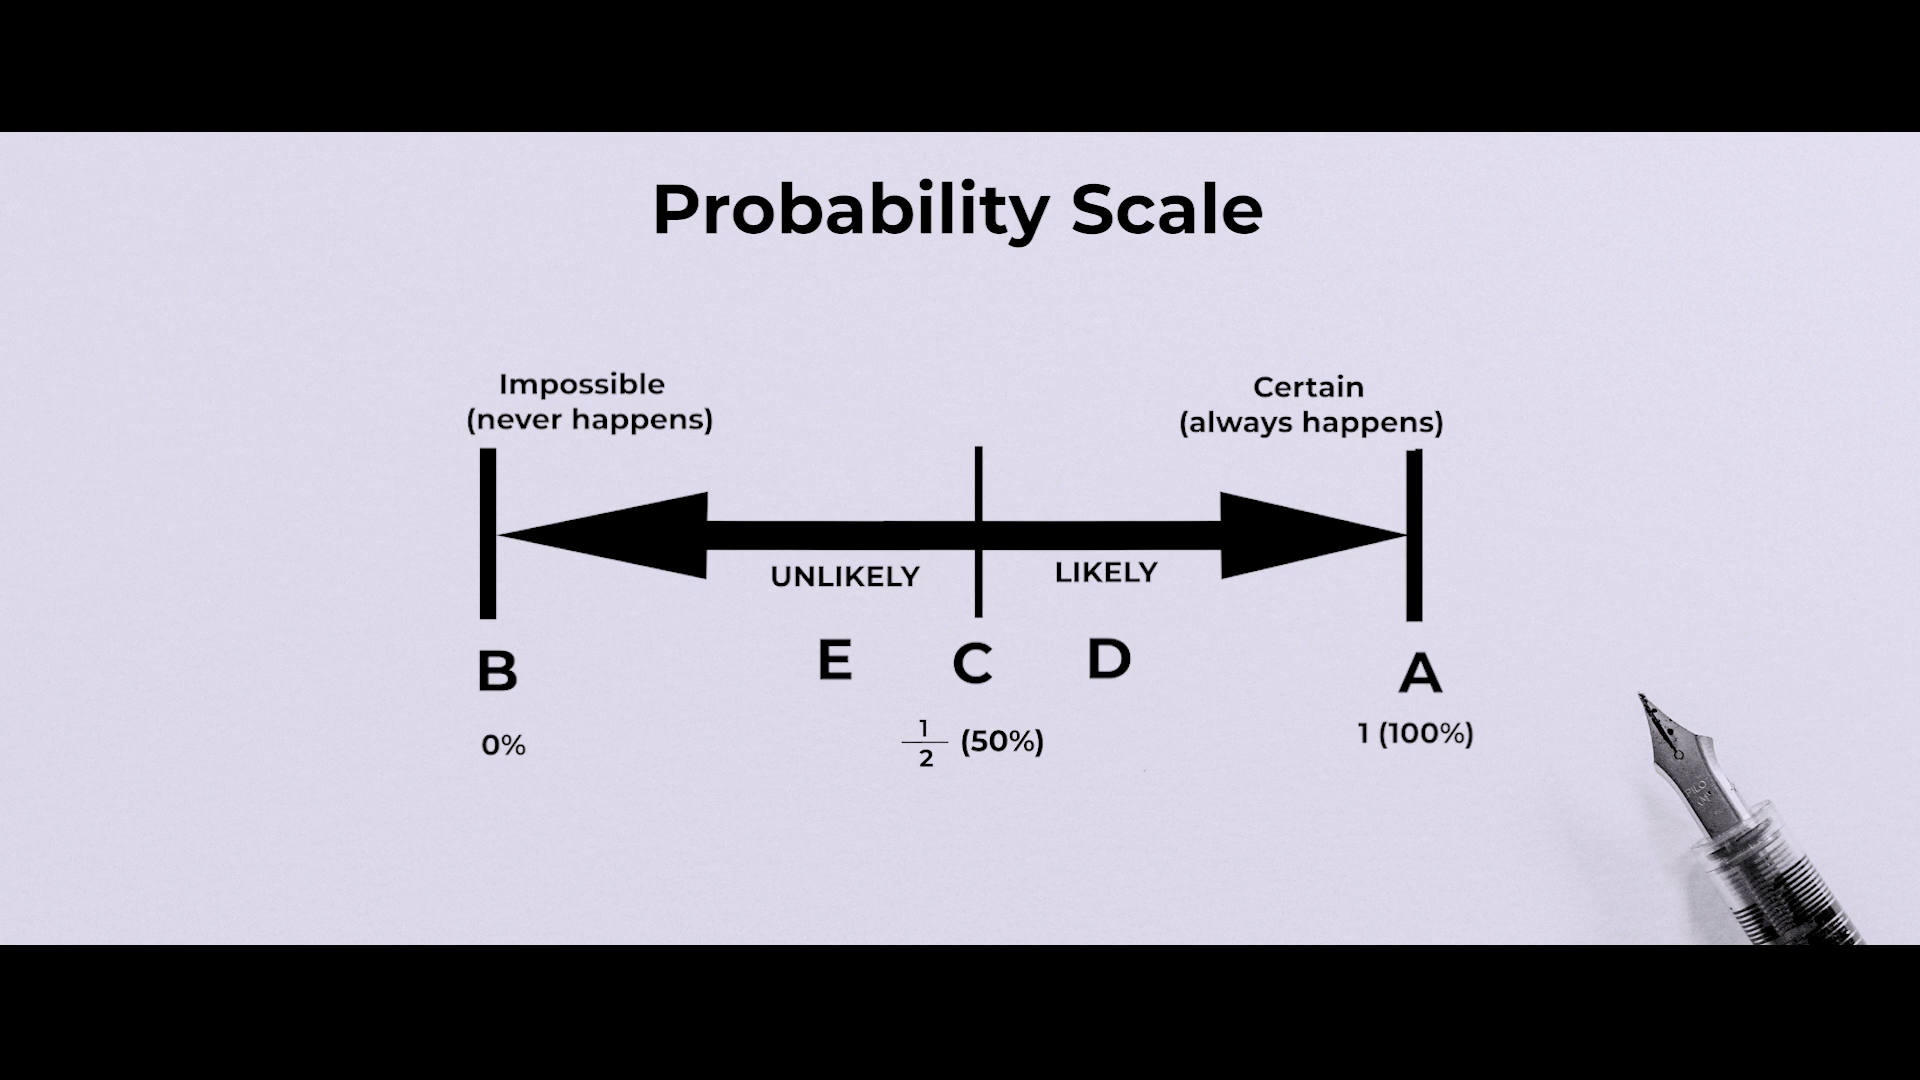 Probability Scale
Impossible
(never happens)
Certain
(always happens)
UNLIKELY
LIKELY
B
E
C
D
A
0%
1
2
(50%)
1 (100%)